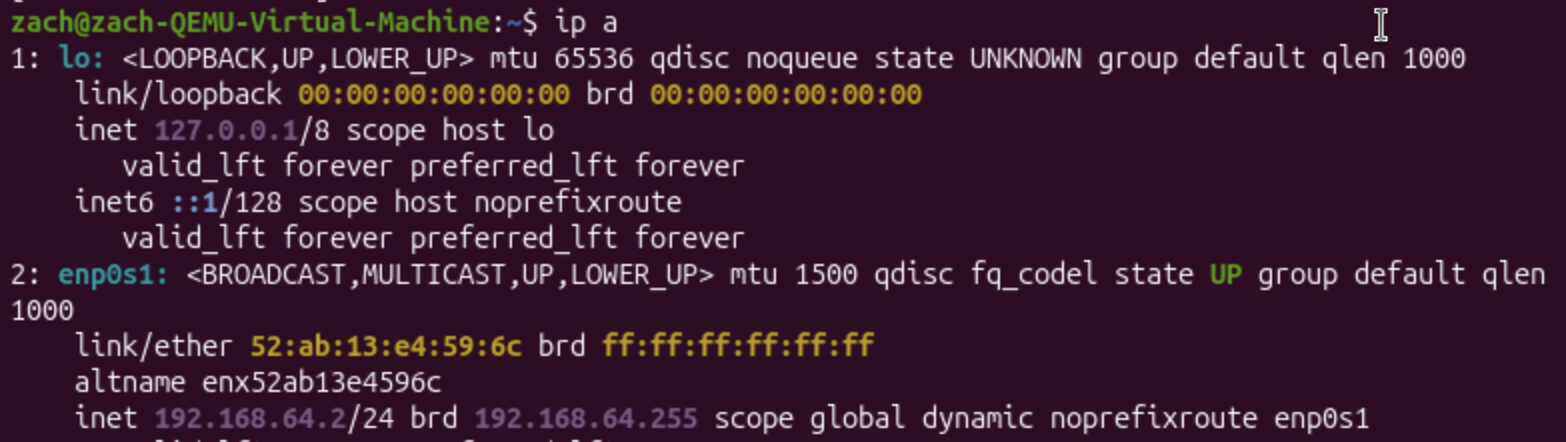 zach@zach-QEMU-Virtual-Machine:~$ ip a
1: lo: <LOOPBACK,UP,LOWER_UP> mtu 65536 qdisc noqueue state UNKNOWN group default qlen 1000
    link/loopback 00:00:00:00:00:00 brd 00:00:00:00:00:00
    inet 127.0.0.1/8 scope host lo
       valid_lft forever preferred_lft forever
    inet6 ::1/128 scope host noprefixroute
       valid_lft forever preferred_lft forever
2: enp0s1: <BROADCAST,MULTICAST,UP,LOWER_UP> mtu 1500 qdisc fq_codel state UP group default qlen
1000
    link/ether 52:ab:13:e4:59:6c brd ff:ff:ff:ff:ff:ff
    altname enx52ab13e4596c
    inet 192.168.64.2/24 brd 192.168.64.255 scope global dynamic noprefixroute enp0s1